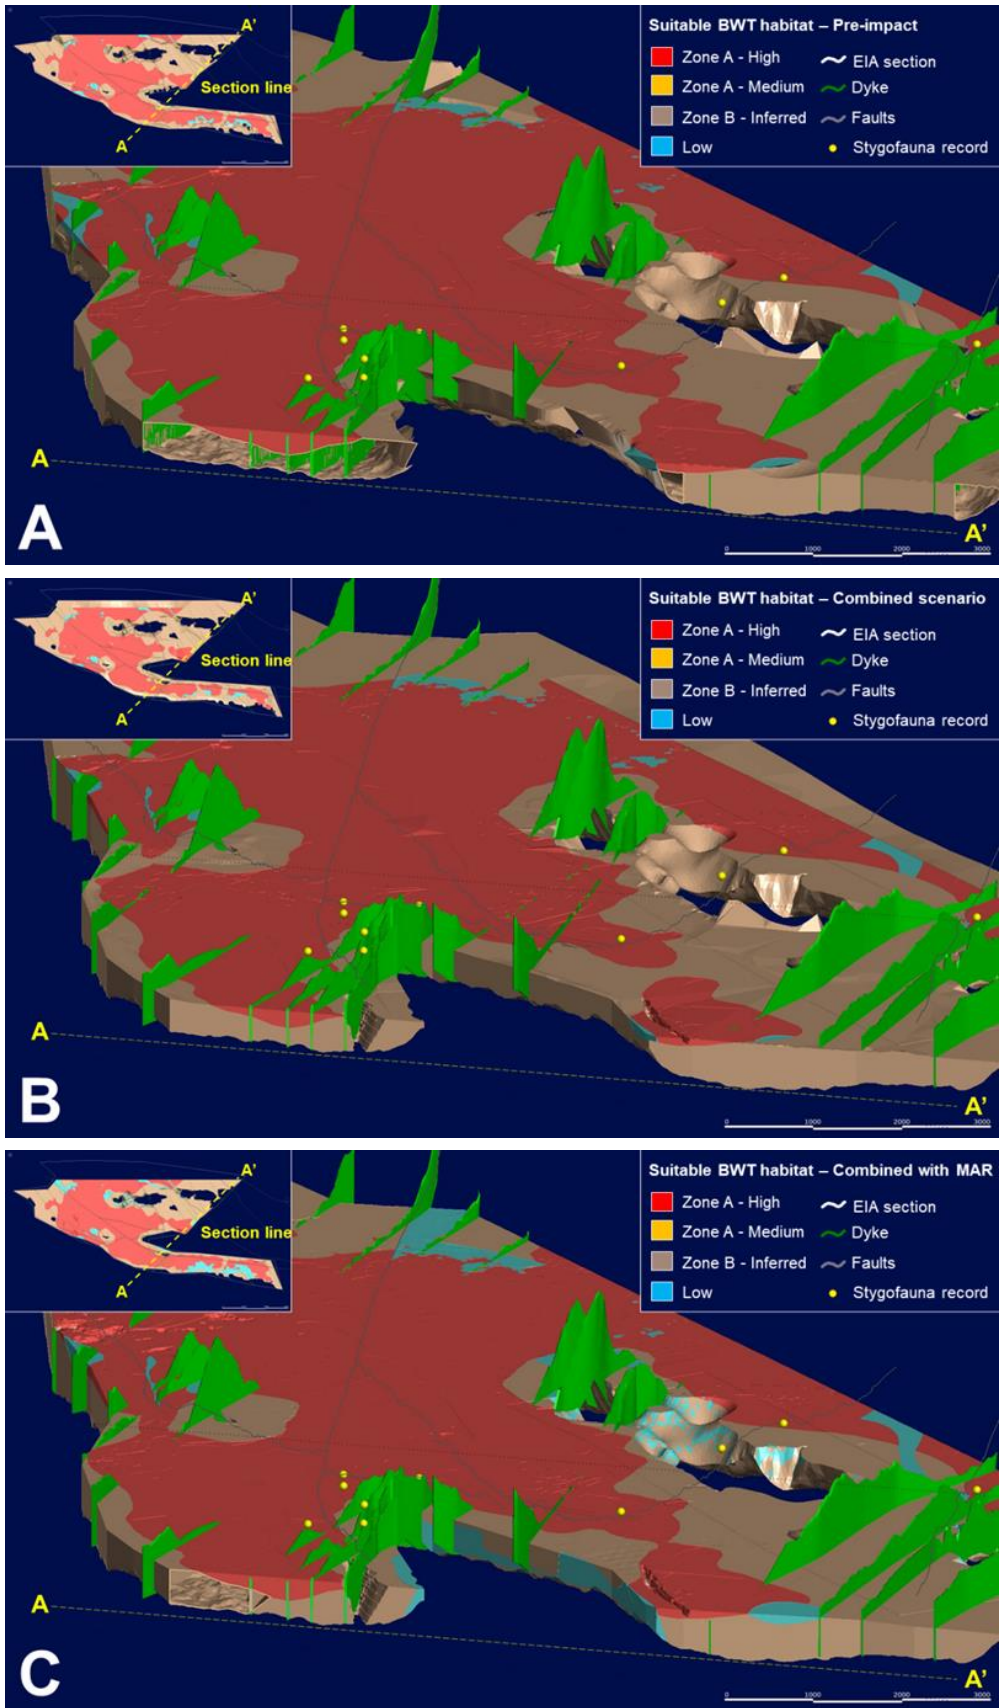 A'
Section line
A
Suitable BWT habitat – Pre-impact
Zone A - High
EIA section
Zone A - Medium
Dyke
Zone B - Inferred
Faults
Low
Stygofauna record
A
A'
A
0 1000 2000 3000
A'
Section line
A
Suitable BWT habitat – Combined scenario
Zone A - High
EIA section
Zone A - Medium
Dyke
Zone B - Inferred
Faults
Low
Stygofauna record
A
A'
B
0 1000 2000 3000
A'
Section line
A
Suitable BWT habitat – Combined with MAR
Zone A - High
EIA section
Zone A - Medium
Dyke
Zone B - Inferred
Faults
Low
Stygofauna record
A
A'
C
0 1000 2000 3000